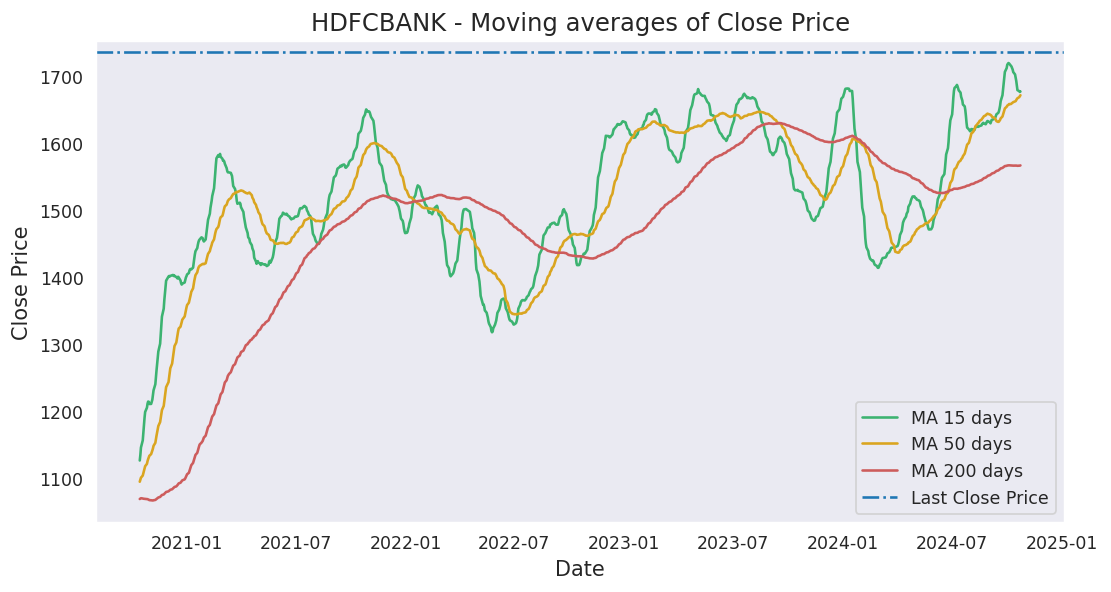 HDFCBANK - Moving averages of Close Price
Close Price
1700
1600
1500
1400
1300
1200
1100
MA 15 days
MA 50 days
MA 200 days
Last Close Price
2021-01
2021-07
2022-01
2022-07
2023-01
2023-07
2024-01
2024-07
2025-01
Date